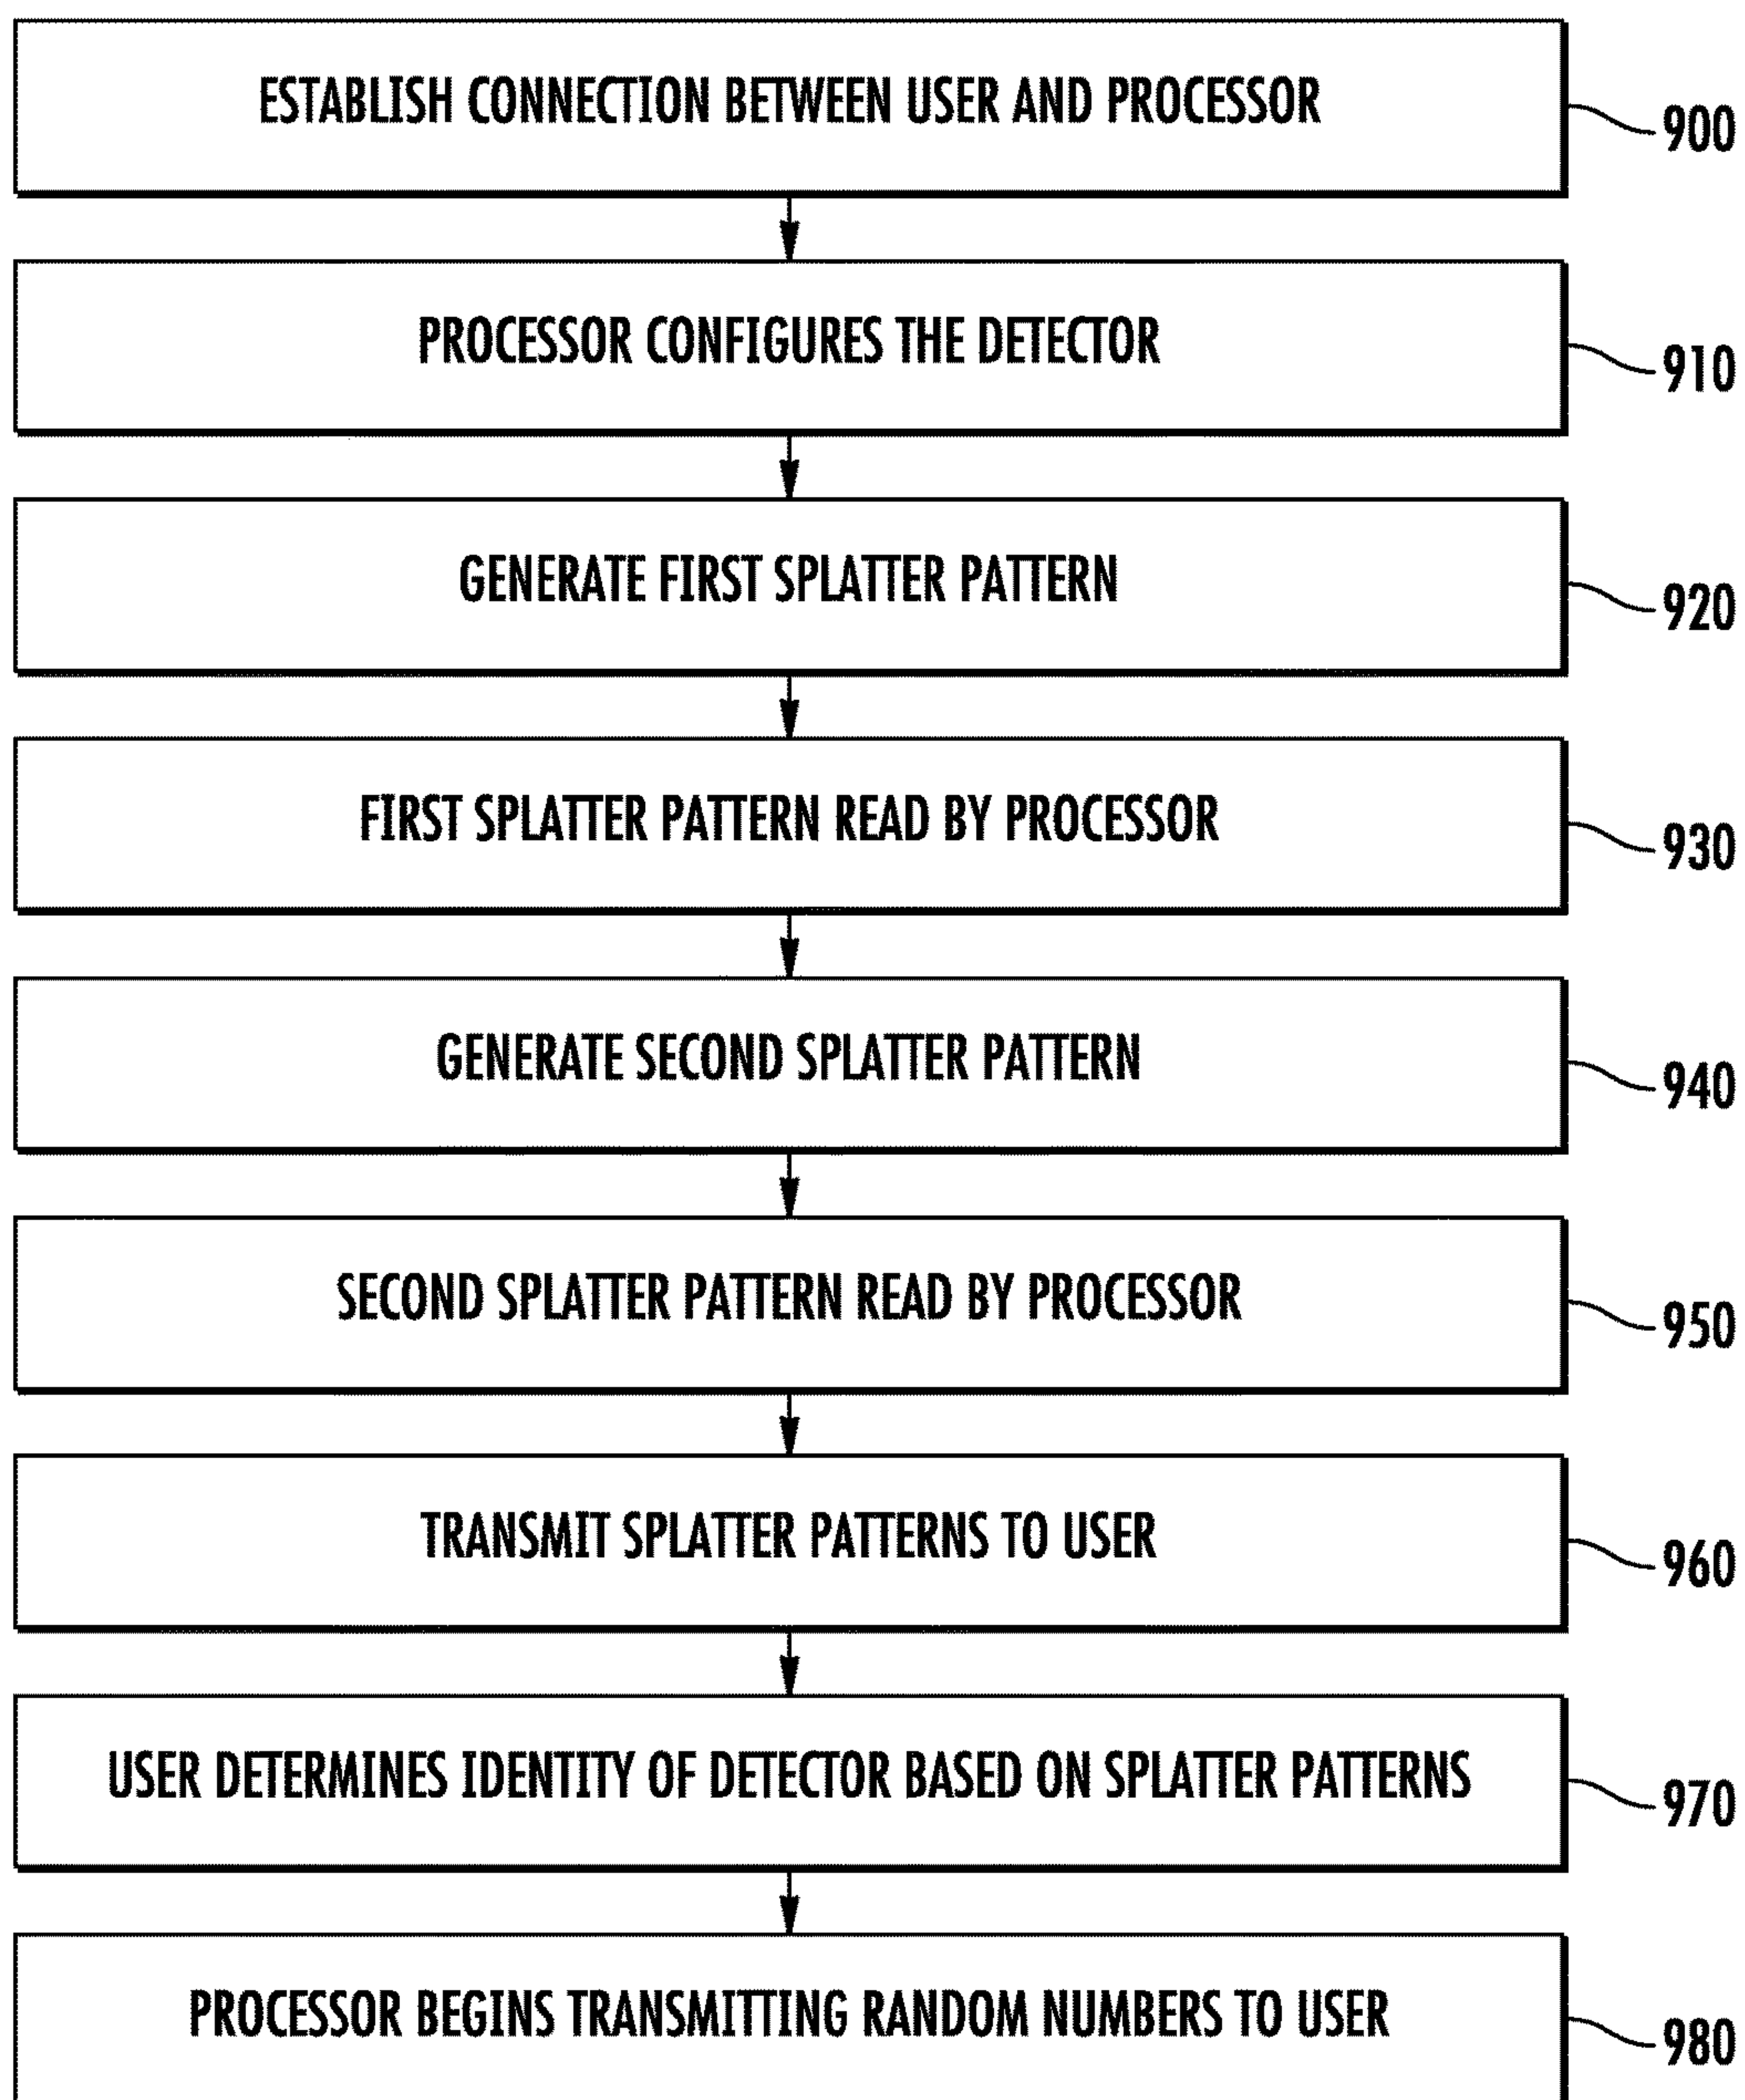 ESTABLISH CONNECTION BETWEEN USER AND PROCESSOR
900
PROCESSOR CONFIGURES THE DETECTOR
910
GENERATE FIRST SPLATTER PATTERN
920
FIRST SPLATTER PATTERN READ BY PROCESSOR
930
GENERATE SECOND SPLATTER PATTERN
940
SECOND SPLATTER PATTERN READ BY PROCESSOR
950
TRANSMIT SPLATTER PATTERNS TO USER
960
USER DETERMINES IDENTITY OF DETECTOR BASED ON SPLATTER PATTERNS
970
PROCESSOR BEGINS TRANSMITTING RANDOM NUMBERS TO USER
980